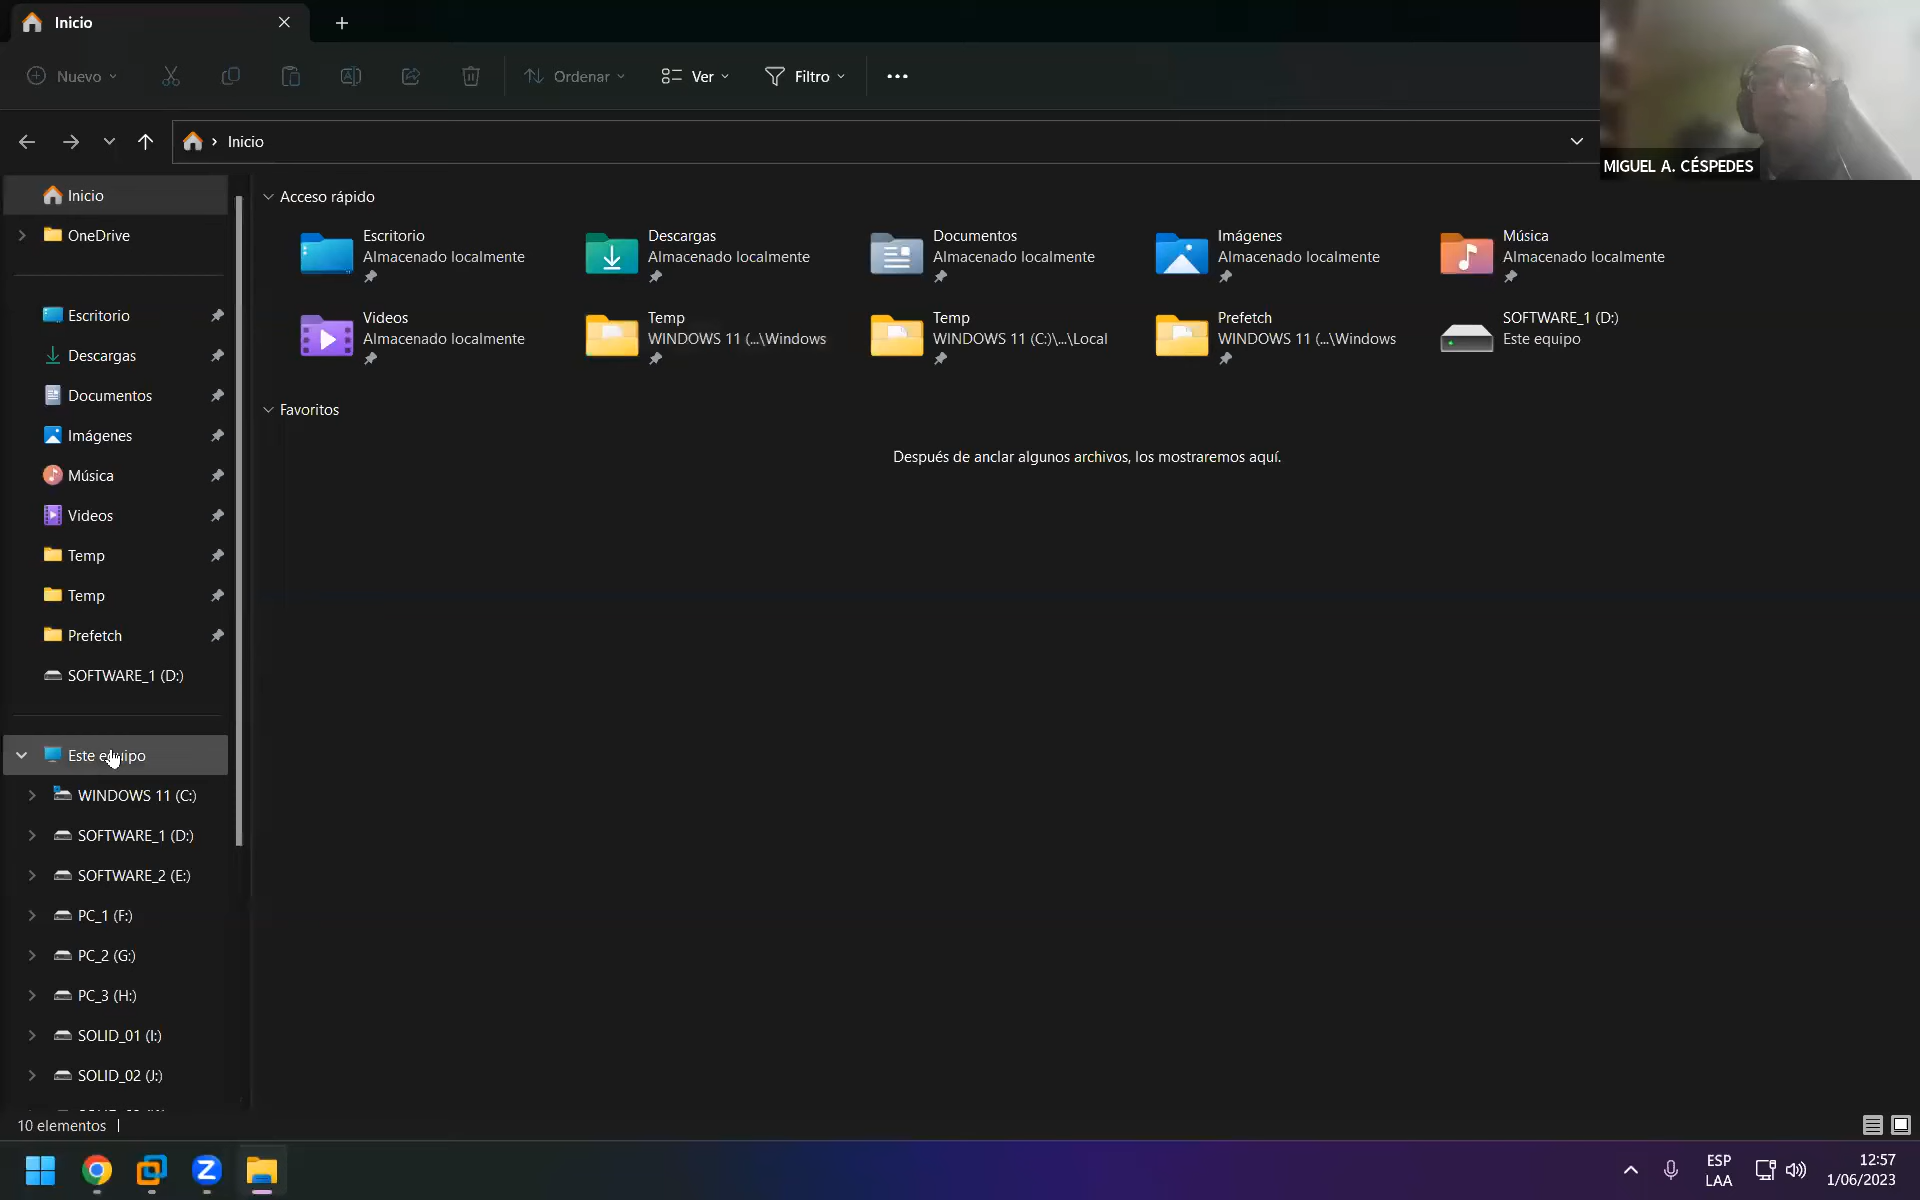 Inicio
Nuevo
Ordenar
Ver
Filtro
Inicio
MIGUEL A. CÉSPEDES
Inicio
OneDrive
Escritorio
Descargas
Documentos
Imágenes
Música
Videos
Temp
Temp
Prefetch
SOFTWARE_1 (D:)
Este equipo
WINDOWS 11 (C:)
SOFTWARE_1 (D:)
SOFTWARE_2 (E:)
PC_1 (F:)
PC_2 (G:)
PC_3 (H:)
SOLID_01 (I:)
SOLID_02 (J:)
Acceso rápido
Escritorio
Almacenado localmente
Descargas
Almacenado localmente
Documentos
Almacenado localmente
Imágenes
Almacenado localmente
Música
Almacenado localmente
Videos
Almacenado localmente
Temp
WINDOWS 11 (...\Windows
Temp
WINDOWS 11 (C:)\...\Local
Prefetch
WINDOWS 11 (...\Windows
SOFTWARE_1 (D:)
Este equipo
Favoritos
Después de anclar algunos archivos, los mostraremos aquí.
10 elementos
ESP
LAA
12:57
1/06/2023